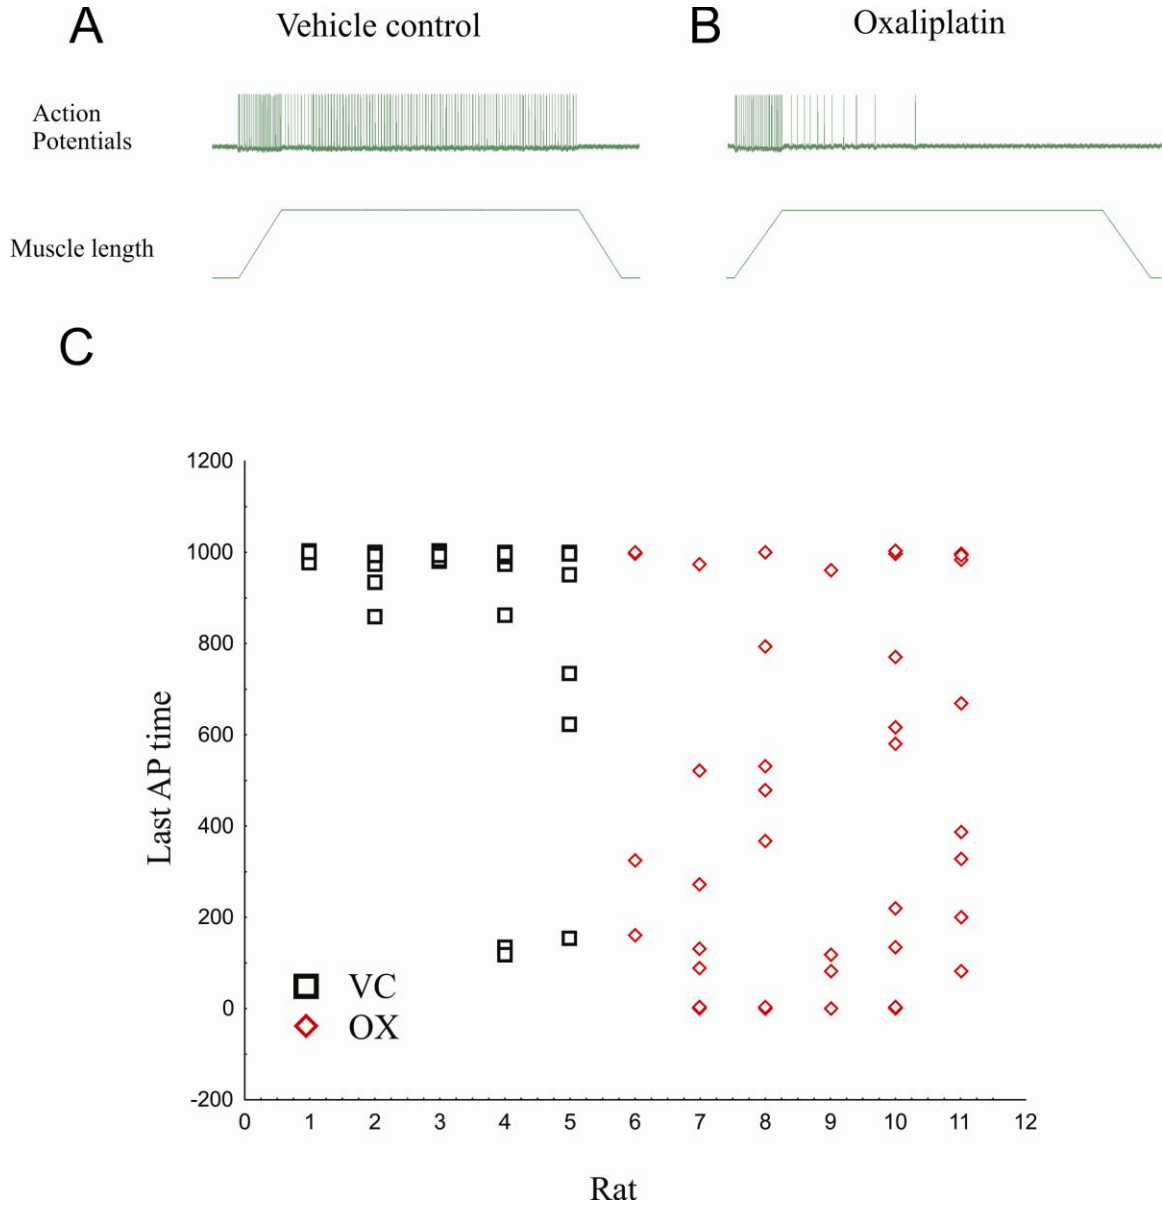 A
Vehicle control
B
Oxaliplatin
Action
Potentials
Muscle length
C
1200
1000
800
600
400
200
0
-200
Last AP time
VC
OX
0 1 2 3 4 5 6 7 8 9 10 11 12
Rat